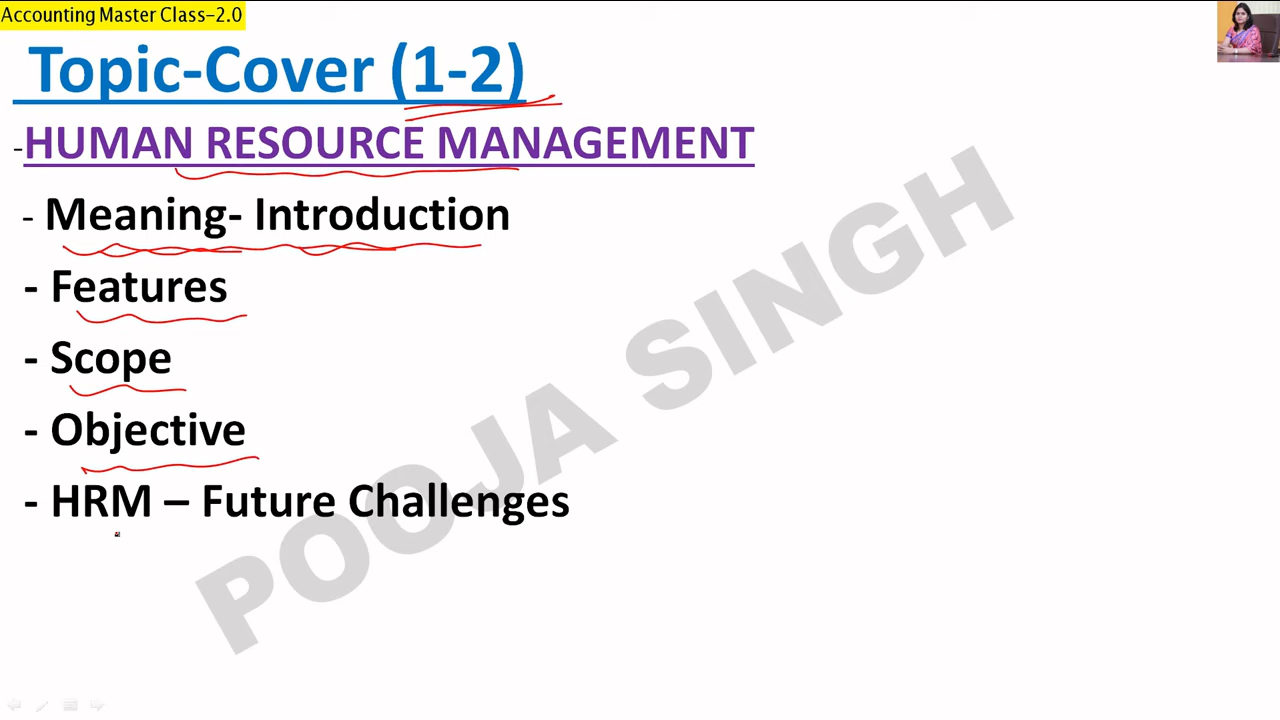 Accounting Master Class-2.0
Topic-Cover (1-2)
-HUMAN RESOURCE MANAGEMENT
- Meaning- Introduction
- Features
- Scope
- Objective
- HRM – Future Challenges
POOJA SINGH